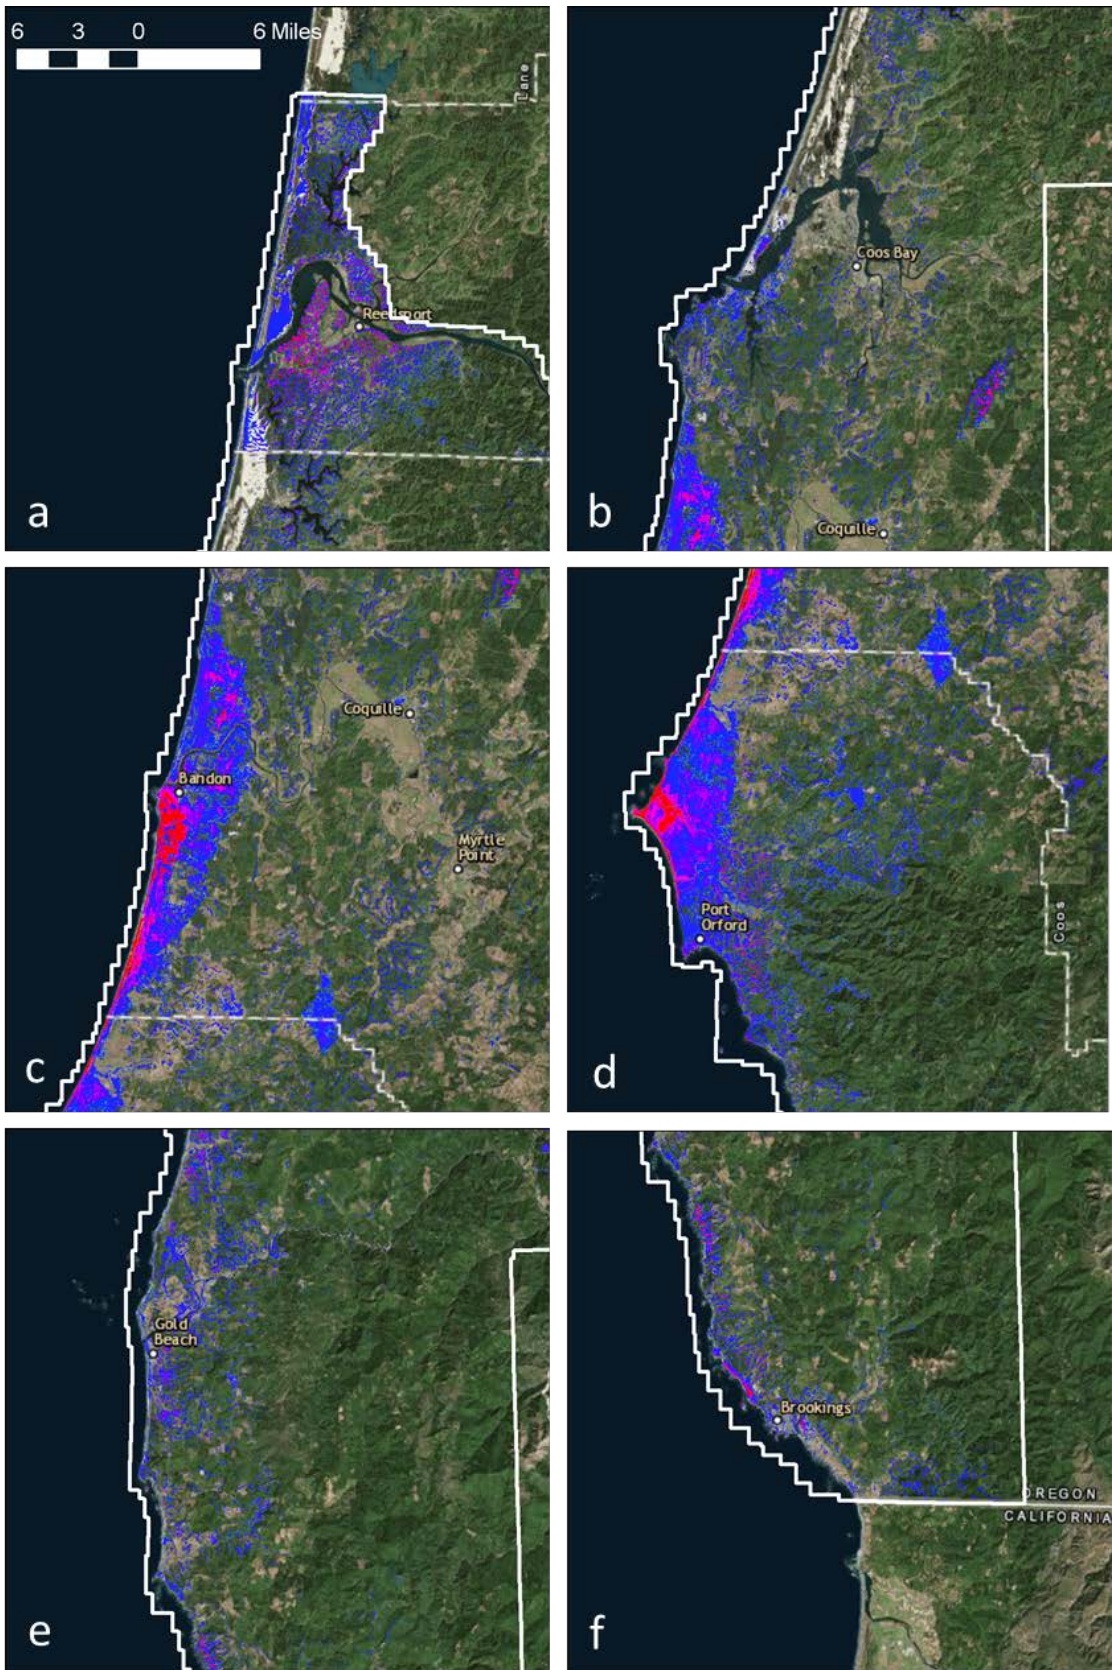 6 3 0 6 Miles
Lane
Reedsport
a
Coos Bay
Coquille
b
Coquille
Bandon
Myrtle
Point
c
Port
Orford
Coos
d
Gold
Beach
e
Brookings
OREGON
CALIFORNIA
f